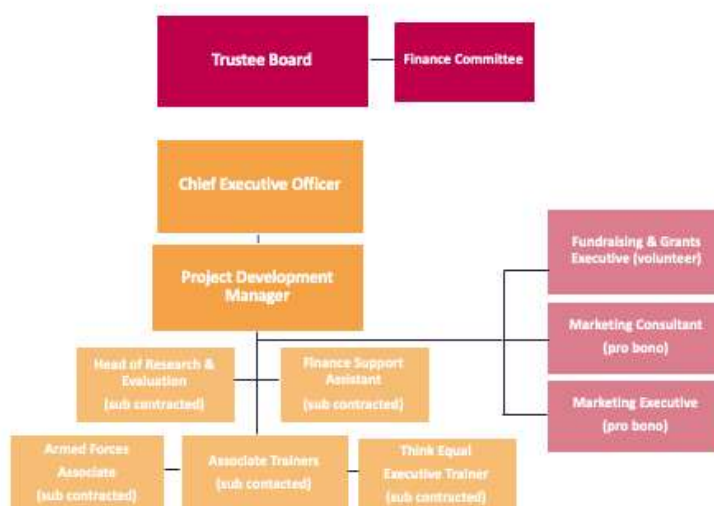 Trustee Board
Finance Committee
Chief Executive Officer
Project Development
Manager
Fundraising & Grants
Executive (volunteer)
Marketing Consultant
(pro bono)
Marketing Executive
(pro bono)
Head of Research &
Evaluation
(sub contracted)
Finance Support
Assistant
(sub contracted)
Armed Forces
Associate
(sub contracted)
Associate Trainers
(sub contacted)
Think Equal
Executive Trainer
(sub contracted)